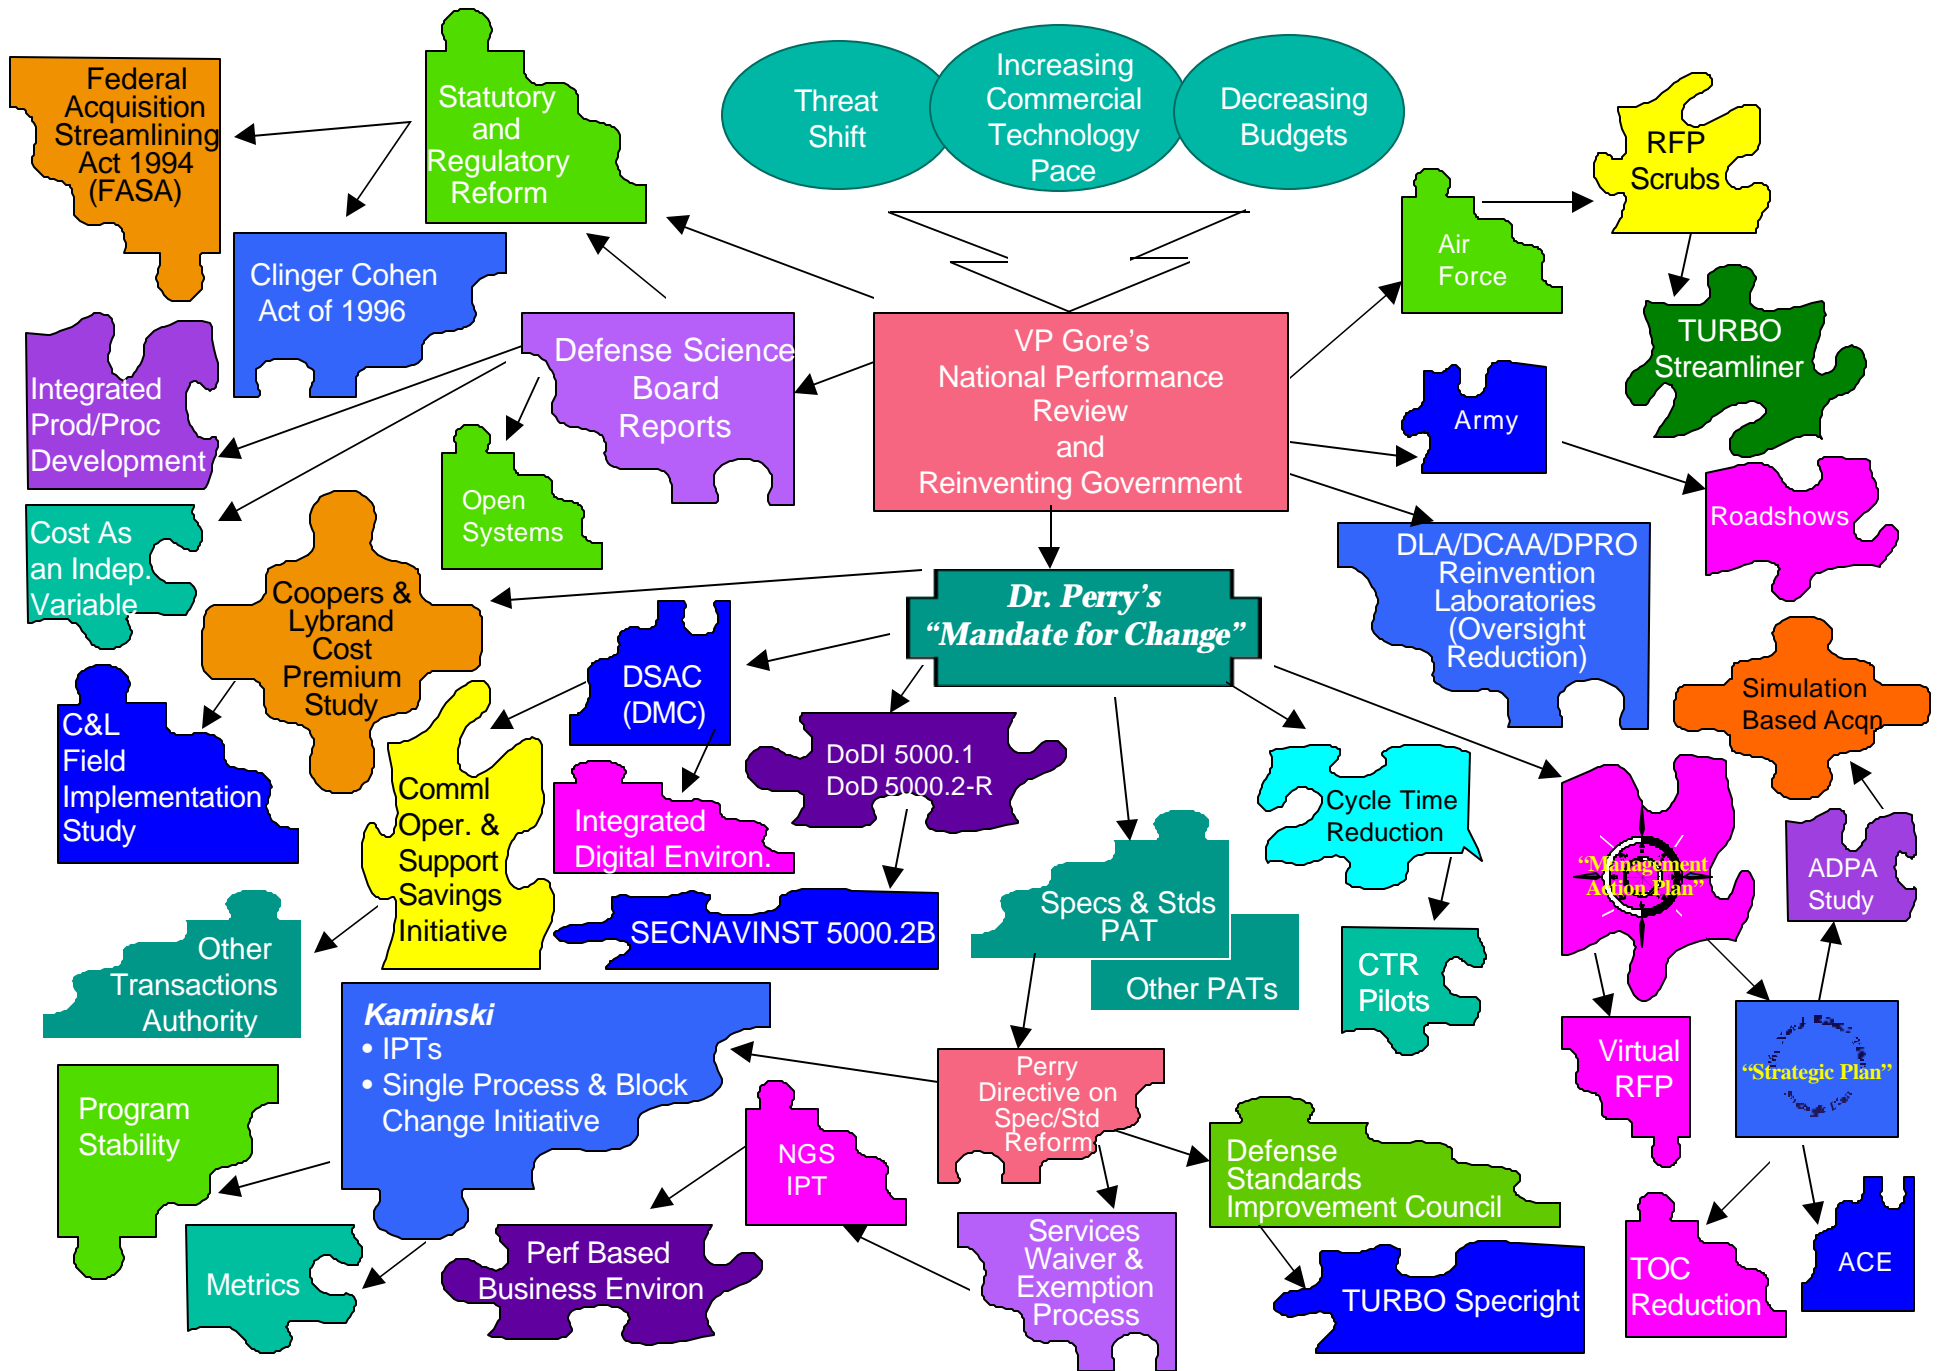 Federal
Acquisition
Streamlining
Act 1994
(FASA)
Statutory
and
Regulatory
Reform
Threat
Shift
Increasing
Commercial
Technology
Pace
Decreasing
Budgets
RFP
Scrubs
Air
Force
Clinger Cohen
Act of 1996
TURBO
Streamliner
Integrated
Prod/Proc
Development
Defense Science
Board
Reports
VP Gore’s
National Performance
Review
and
Reinventing Government
Army
Roadshows
Open
Systems
Cost As
an Indep.
Variable
DLA/DCAA/DPRO
Reinvention
Laboratories
(Oversight
Reduction)
Coopers &
Lybrand
Cost
Premium
Study
Dr. Perry’s
“Mandate for Change”
DSAC
(DMC)
Simulation
Based Acqn
C&L
Field
Implementation
Study
DoDI 5000.1
DoD 5000.2-R
Comml
Oper. &
Support
Savings
Initiative
Integrated
Digital Environ.
Cycle Time
Reduction
“Management
Action Plan”
ADPA
Study
Other
Transactions
Authority
SECNAVINST 5000.2B
Specs & Stds
PAT
Other PATs
CTR
Pilots
Kaminski
• IPTs
• Single Process & Block
Change Initiative
Perry
Directive on
Spec/Std
Reform
Virtual
RFP
“Strategic Plan”
Program
Stability
NGS
IPT
Defense
Standards
Improvement Council
Metrics
Perf Based
Business Environ
Services
Waiver &
Exemption
Process
TURBO Specright
TOC
Reduction
ACE